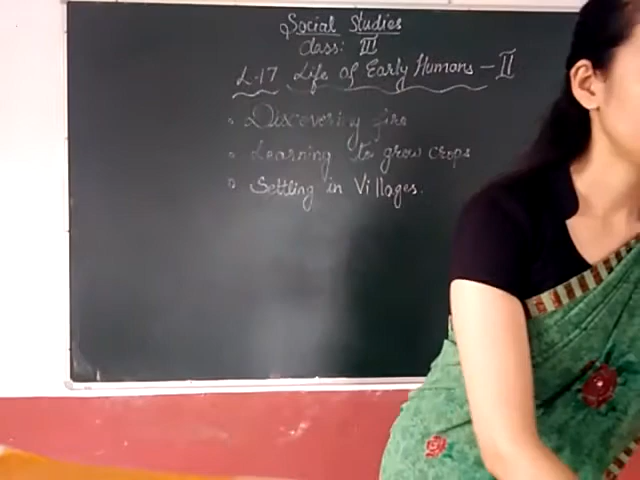 Social Studies
Class: III
L.17 Life of Early Humans - II
• Discovering fire
• Learning to grow crops
• Settling in Villages.